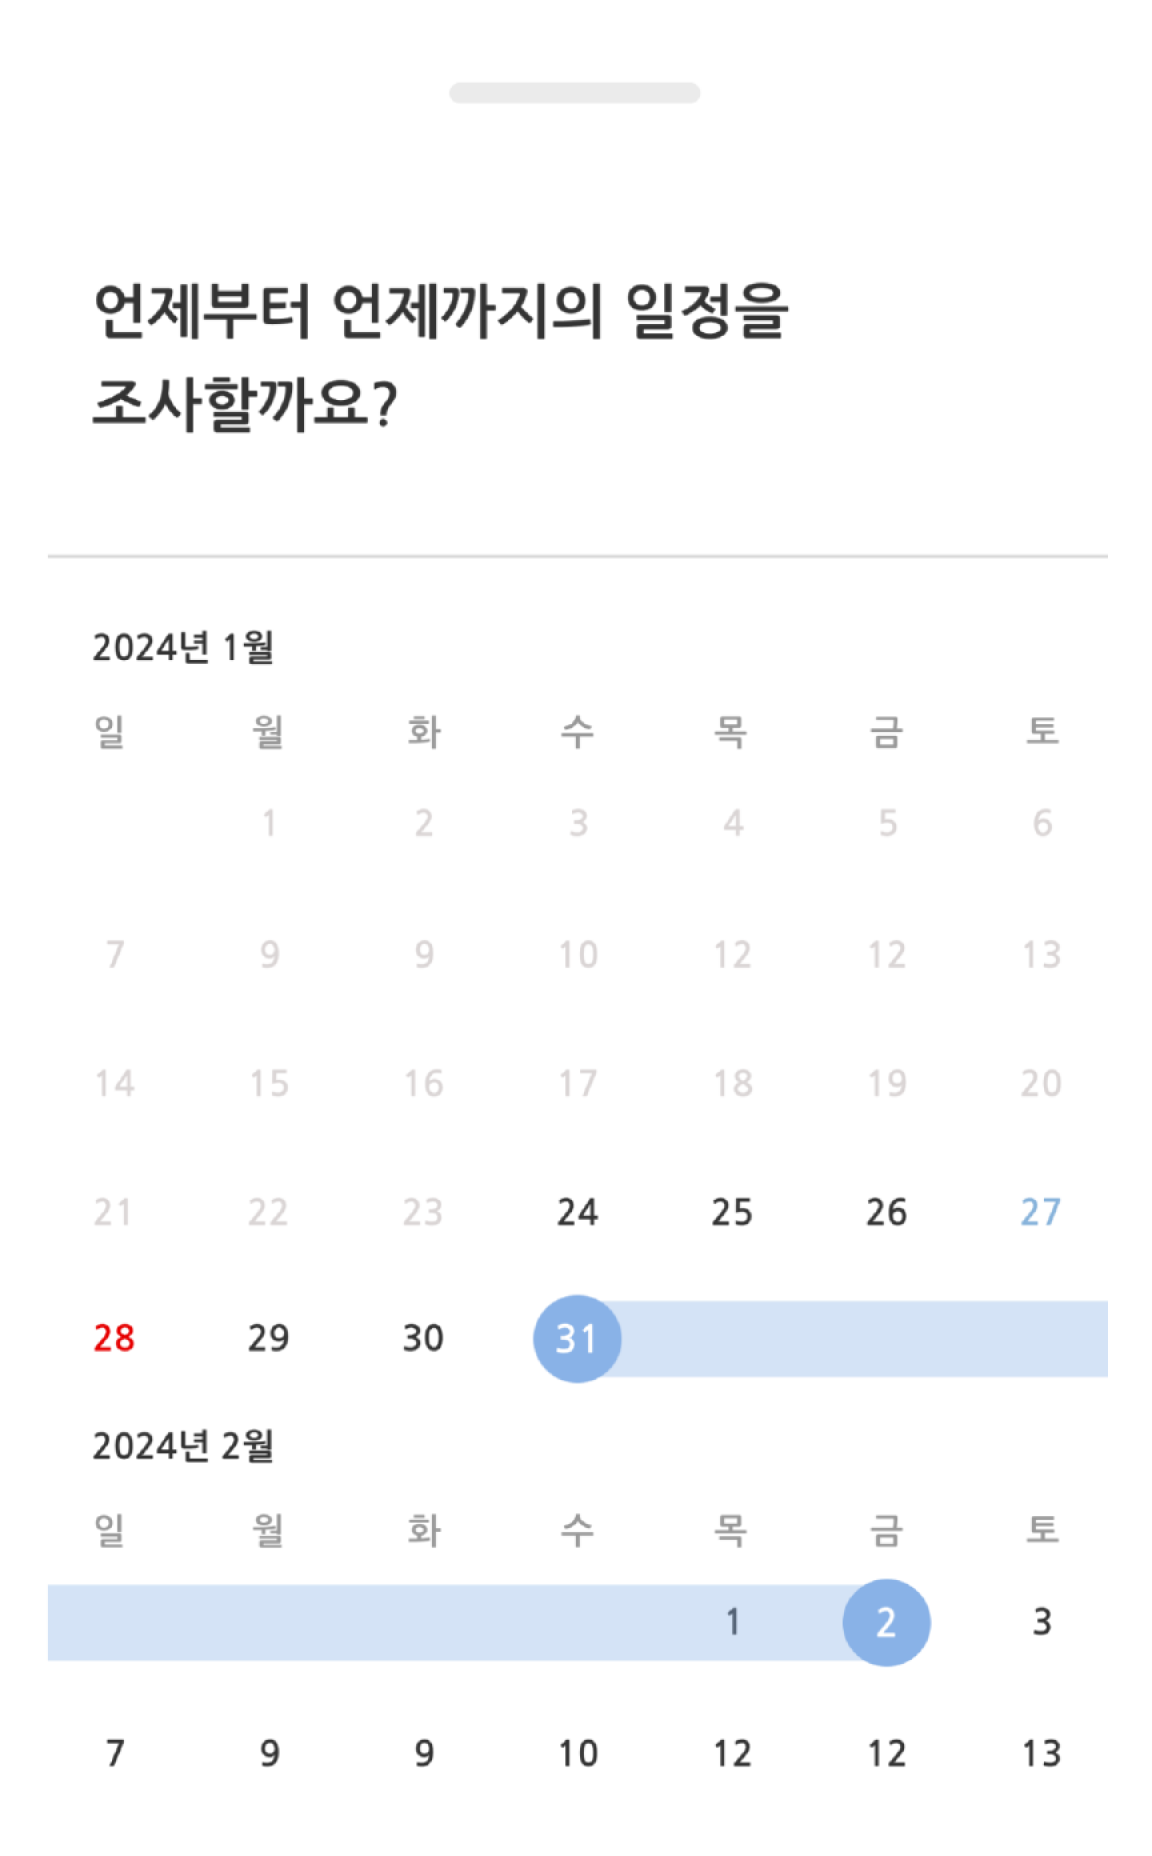 언제부터 언제까지의 일정을
조사할까요?
2024년 1월
일 월 화 수 목 금 토
1 2 3 4 5 6
7 9 9 10 12 12 13
14 15 16 17 18 19 20
21 22 23 24 25 26 27
28 29 30 31
2024년 2월
일 월 화 수 목 금 토
1 2 3
7 9 9 10 12 12 13